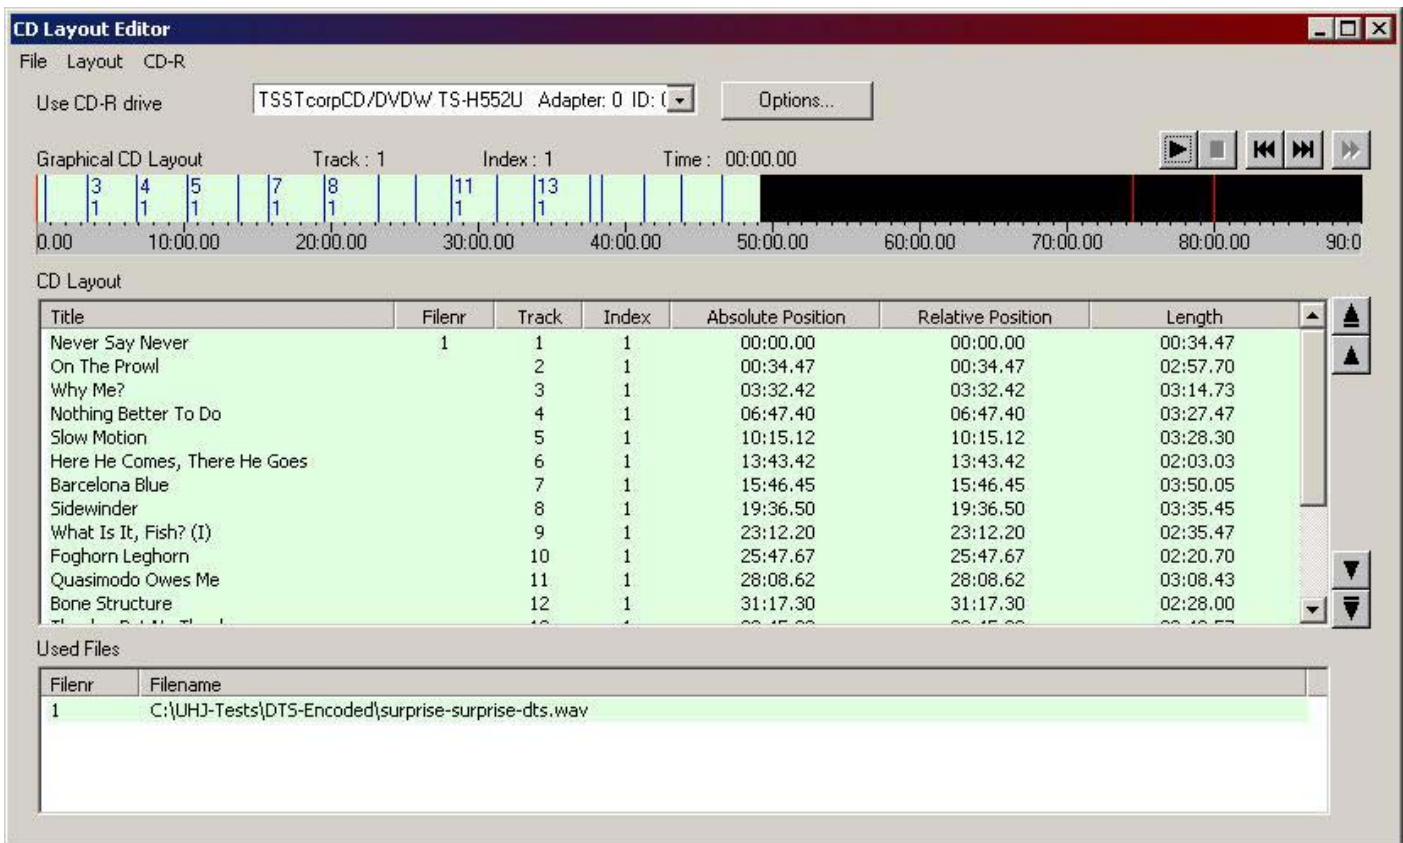 CD Layout Editor
File Layout CD-R
Use CD-R drive TSSTcorpCD/DVDW TS-H552U Adapter: 0 ID: Options...
Graphical CD Layout Track : 1 Index : 1 Time : 00:00.00
3 4 5 7 8 11 13
1 1 1 1 1 1 1
0.00 10:00.00 20:00.00 30:00.00 40:00.00 50:00.00 60:00.00 70:00.00 80:00.00 90:0
CD Layout
Title Filenr Track Index Absolute Position Relative Position Length
Never Say Never 1 1 1 00:00.00 00:00.00 00:34.47
On The Prowl 2 1 00:34.47 00:34.47 02:57.70
Why Me? 3 1 03:32.42 03:32.42 03:14.73
Nothing Better To Do 4 1 06:47.40 06:47.40 03:27.47
Slow Motion 5 1 10:15.12 10:15.12 03:28.30
Here He Comes, There He Goes 6 1 13:43.42 13:43.42 02:03.03
Barcelona Blue 7 1 15:46.45 15:46.45 03:50.05
Sidewinder 8 1 19:36.50 19:36.50 03:35.45
What Is It, Fish? (I) 9 1 23:12.20 23:12.20 02:35.47
Foghorn Leghorn 10 1 25:47.67 25:47.67 02:20.70
Quasimodo Owes Me 11 1 28:08.62 28:08.62 03:08.43
Bone Structure 12 1 31:17.30 31:17.30 02:28.00
Used Files
Filenr Filename
1 C:\UHJ-Tests\DTS-Encoded\surprise-surprise-dts.wav